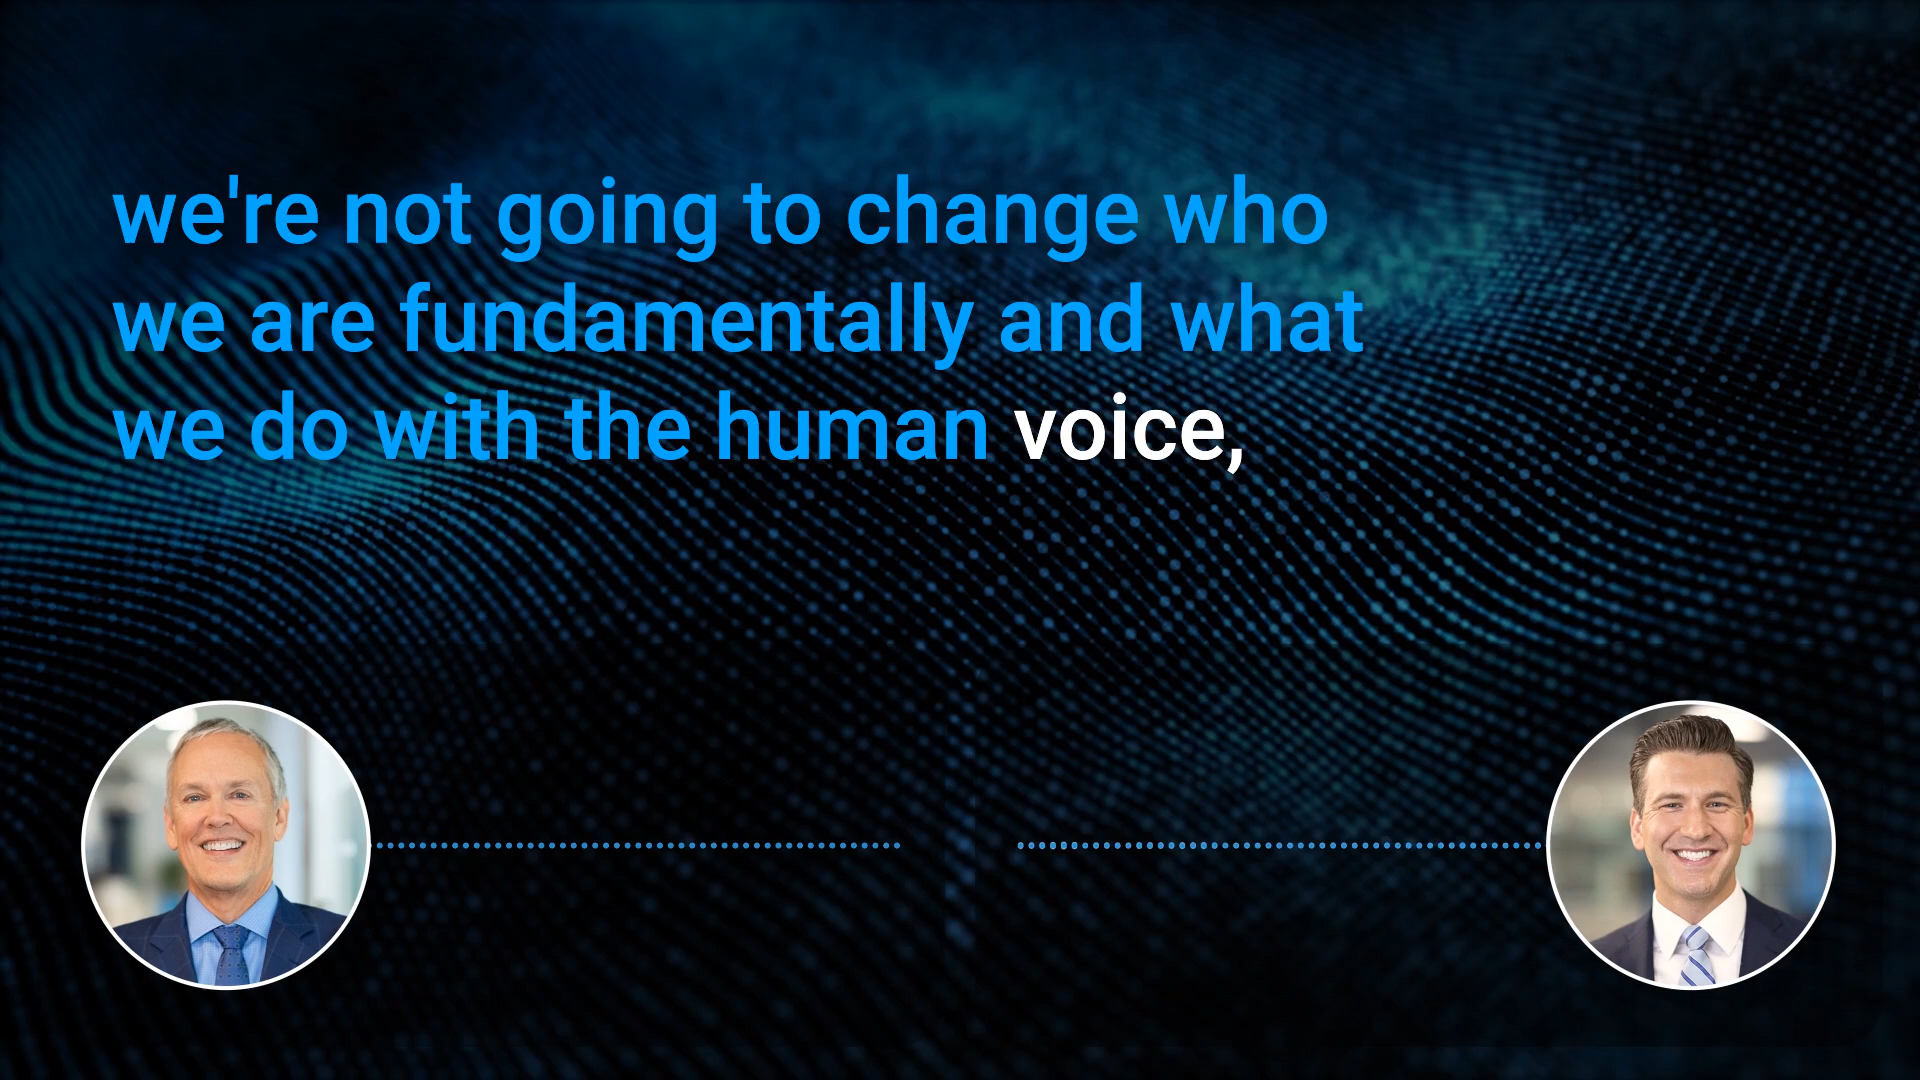 we're not going to change who
we are fundamentally and what
we do with the human voice,